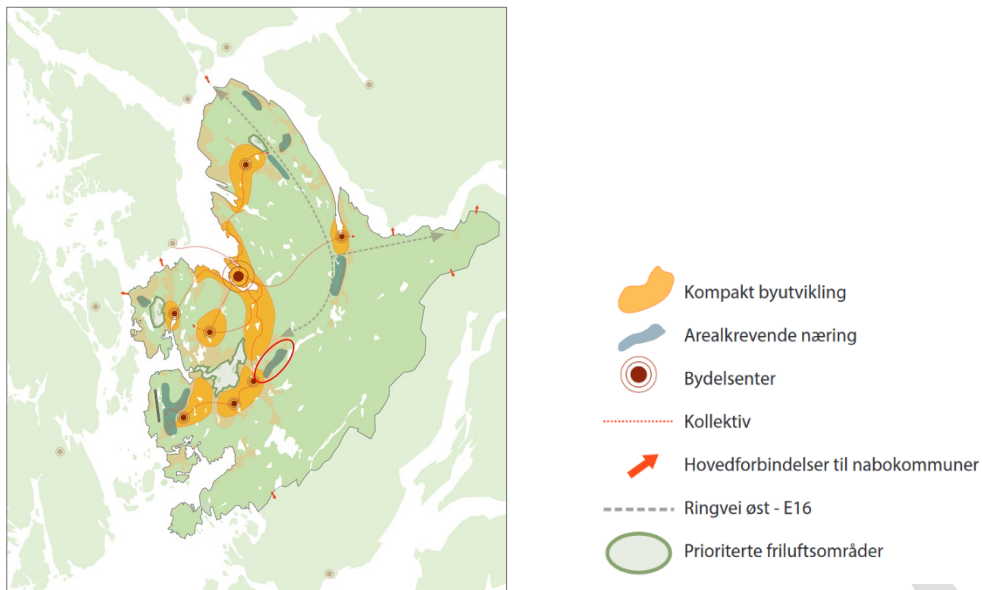 Kompakt byutvikling
Arealkrevende næring
Bydelsenter
Kollektiv
Hovedforbindelser til nabokommuner
Ringvei øst - E16
Prioriterte friluftsområder